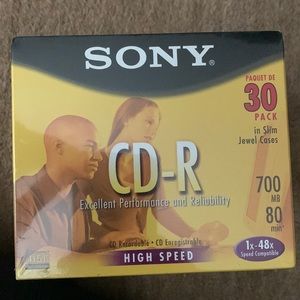 SONY®
PAQUET DE
30
PACK
in Slim
Jewel Cases
CD-R
Excellent Performance and Reliability
700
MB
80
min
CD Recordable • CD Enregistrable
HIGH SPEED
1x - 48x
Speed Compatible